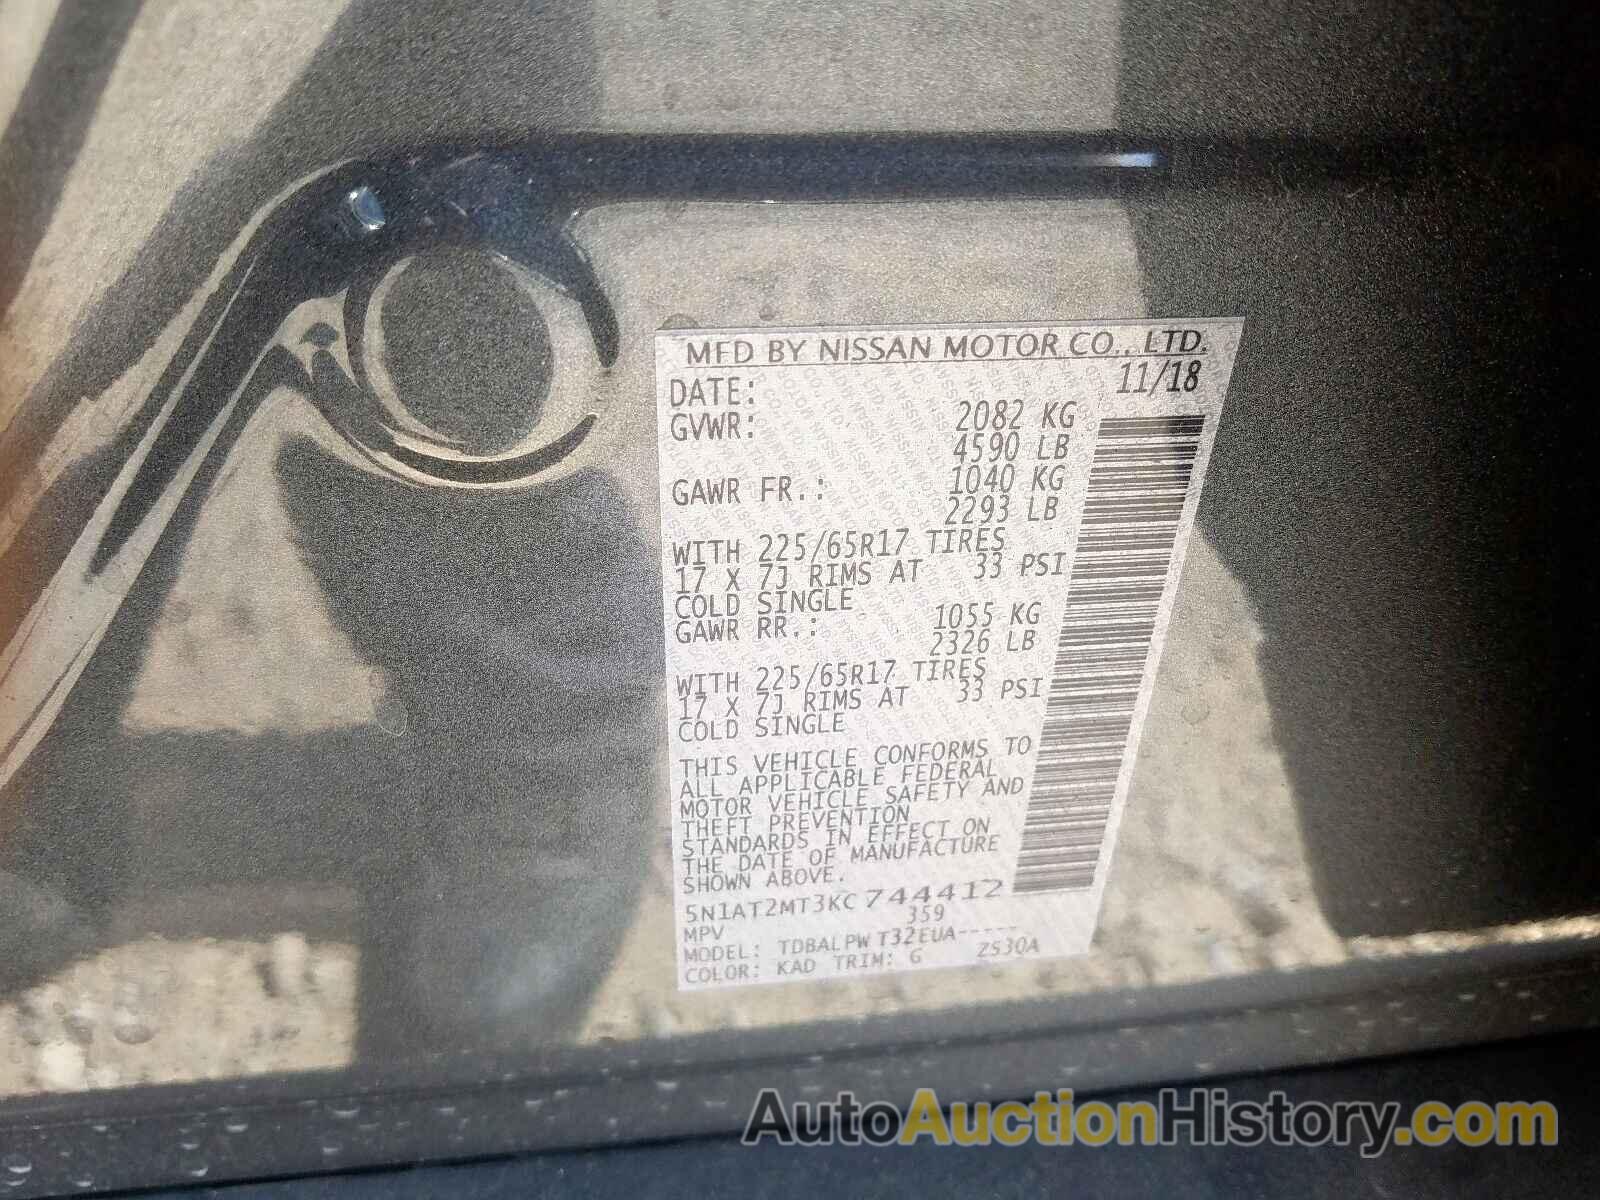 MFD BY NISSAN MOTOR CO., LTD.
DATE: 11/18
GVWR: 2082 KG
4590 LB
GAWR FR.: 1040 KG
2293 LB
WITH 225/65R17 TIRES
17 X 7J RIMS AT 33 PSI
COLD SINGLE
GAWR RR.: 1055 KG
2326 LB
WITH 225/65R17 TIRES
17 X 7J RIMS AT 33 PSI
COLD SINGLE
THIS VEHICLE CONFORMS TO
ALL APPLICABLE FEDERAL
MOTOR VEHICLE SAFETY AND
THEFT PREVENTION
STANDARDS IN EFFECT ON
THE DATE OF MANUFACTURE
SHOWN ABOVE.
5N1AT2MT3KC744412
MPV 359
MODEL: TDBALPW T32EUA-----
COLOR: KAD TRIM: G ZS3QA
AutoAuctionHistory.com